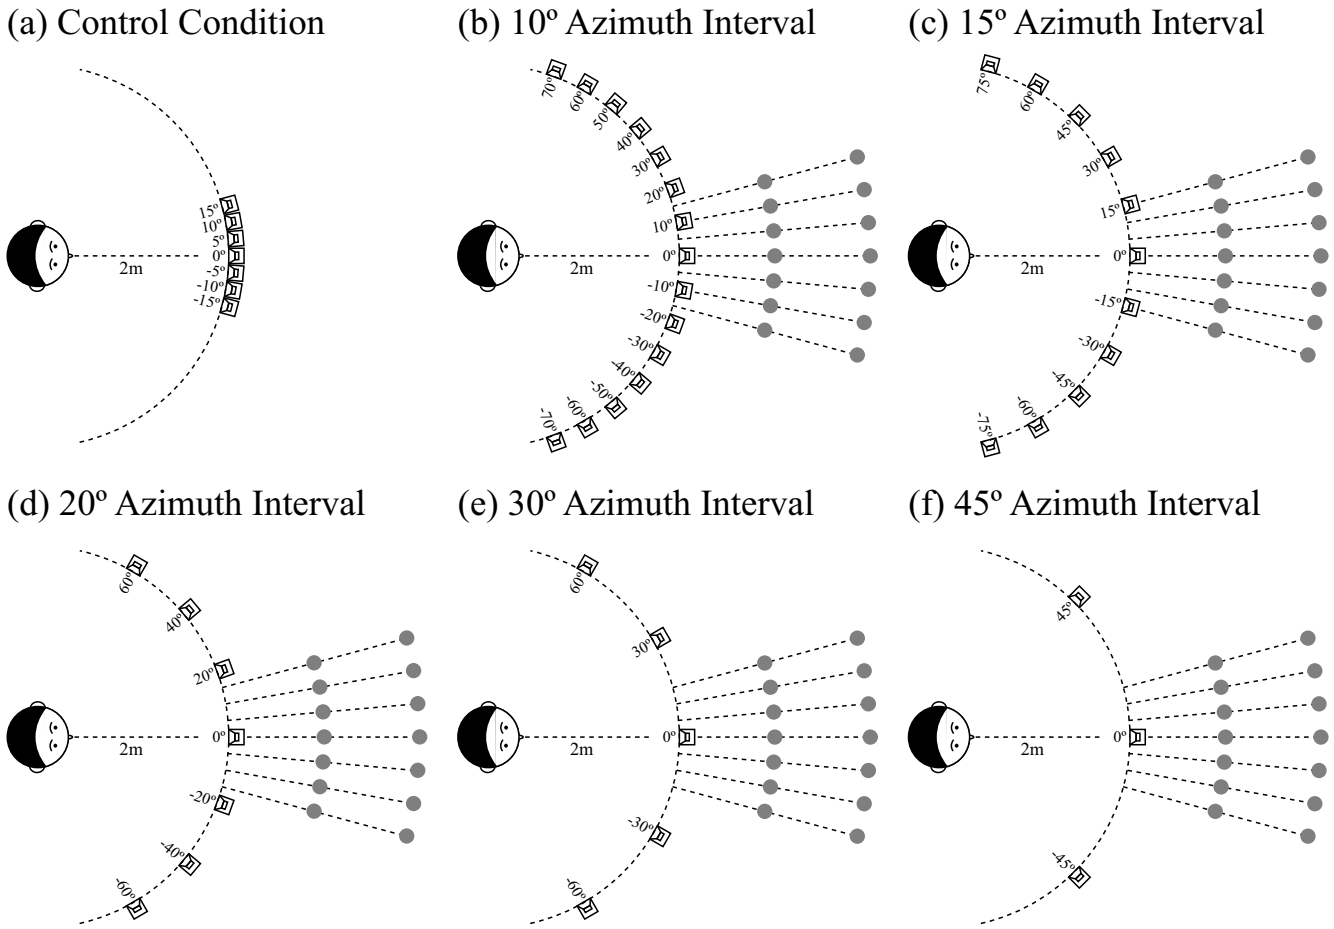 (a) Control Condition
15º
10º
5º
0º
-5º
-10º
-15º
2m
(b) 10º Azimuth Interval
70º
60º
50º
40º
30º
20º
10º
0º
-10º
-20º
-30º
-40º
-50º
-60º
-70º
2m
(c) 15º Azimuth Interval
75º
60º
45º
30º
15º
0º
-15º
-30º
-45º
-60º
-75º
2m
(d) 20º Azimuth Interval
60º
40º
20º
0º
-20º
-40º
-60º
2m
(e) 30º Azimuth Interval
60º
30º
0º
-30º
-60º
2m
(f) 45º Azimuth Interval
45º
0º
-45º
2m